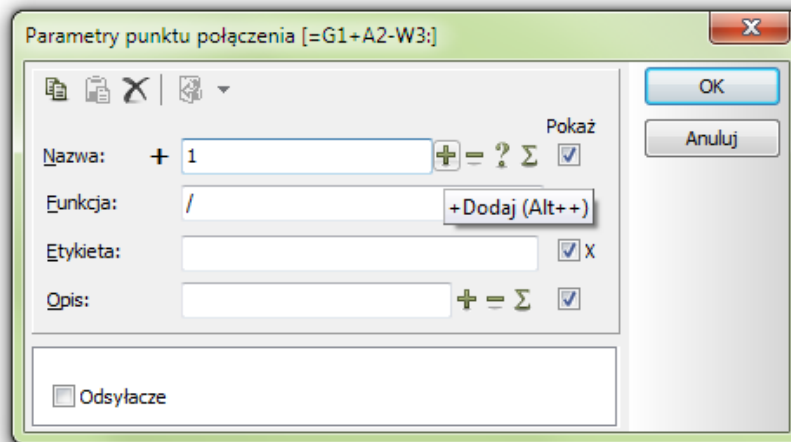 Parametry punktu połączenia [=G1+A2-W3:]
OK
Anuluj
Pokaż
Nazwa: + 1 + = ? Σ
Funkcja: /
+Dodaj (Alt++)
Etykieta: X
Opis: + = Σ
Odsyłacze